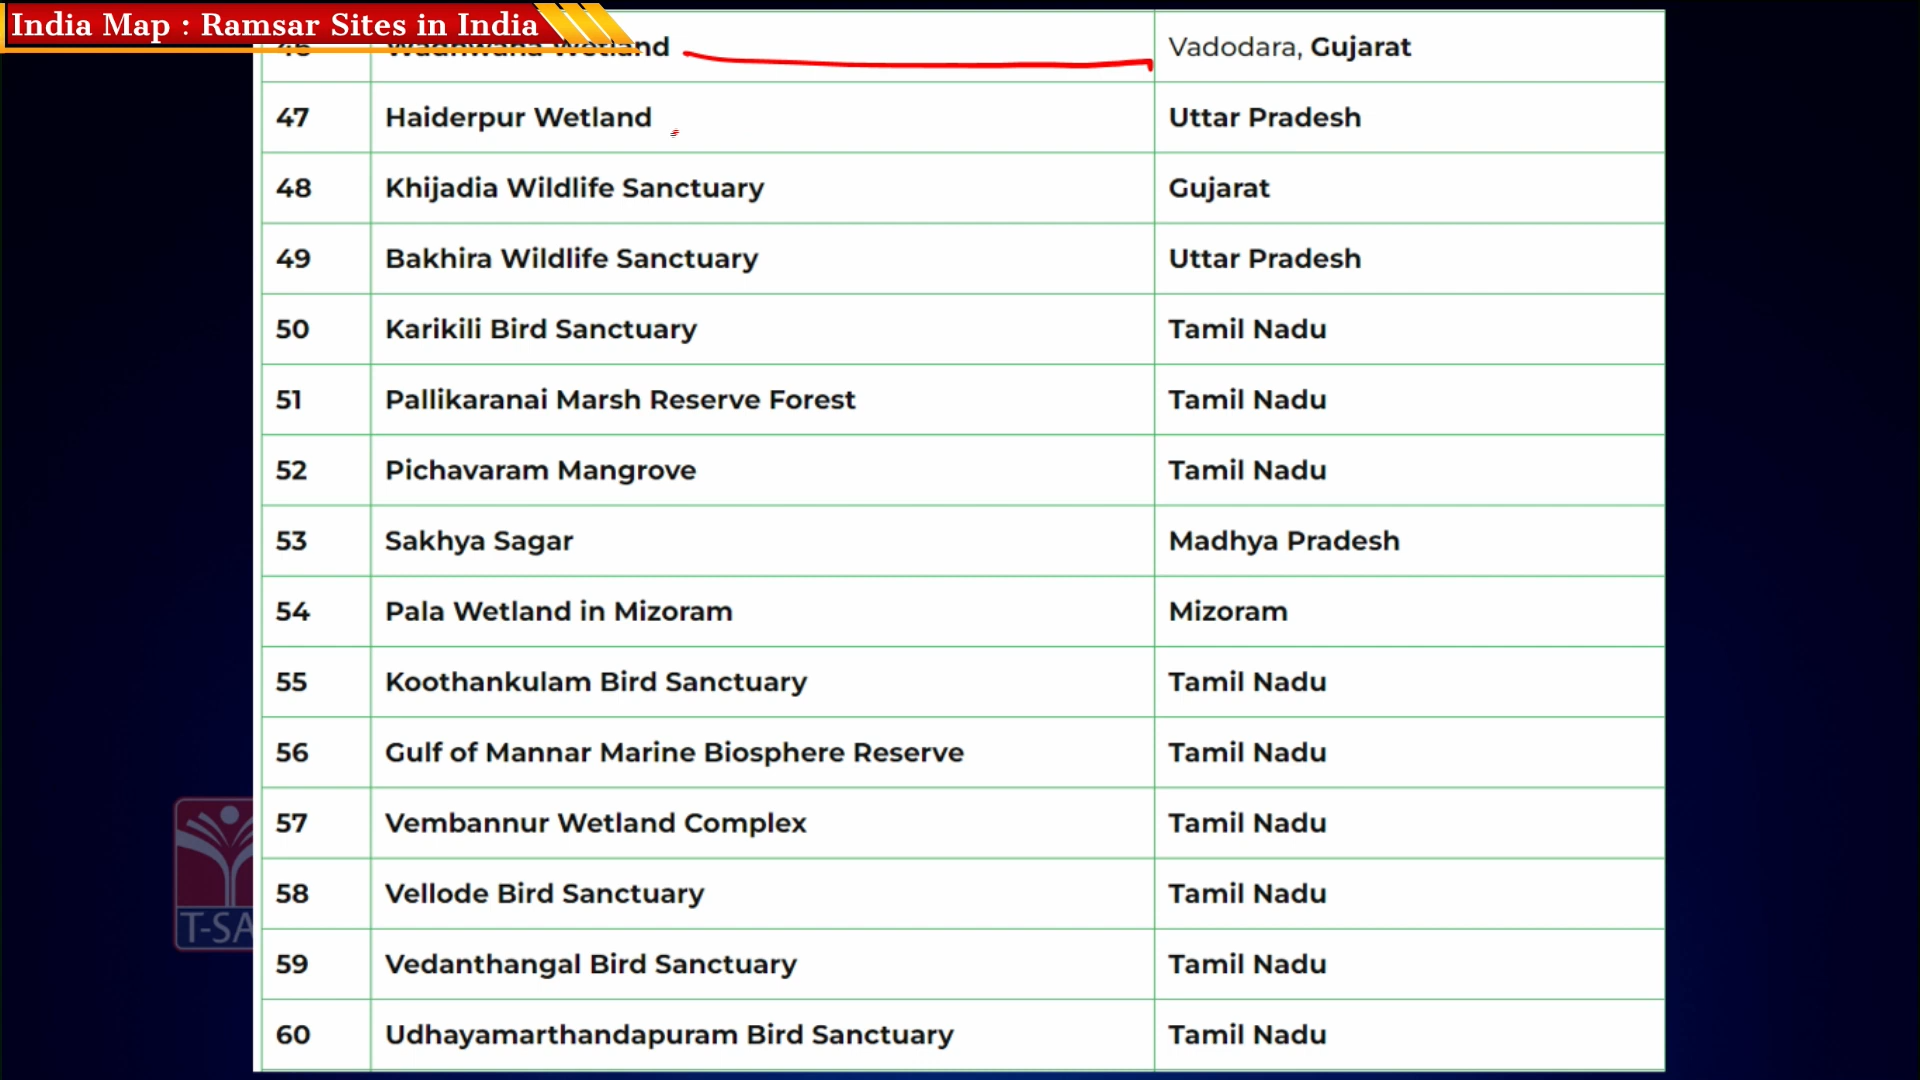 India Map : Ramsar Sites in India
46 Wadhwana Wetland Vadodara, Gujarat
47 Haiderpur Wetland Uttar Pradesh
48 Khijadia Wildlife Sanctuary Gujarat
49 Bakhira Wildlife Sanctuary Uttar Pradesh
50 Karikili Bird Sanctuary Tamil Nadu
51 Pallikaranai Marsh Reserve Forest Tamil Nadu
52 Pichavaram Mangrove Tamil Nadu
53 Sakhya Sagar Madhya Pradesh
54 Pala Wetland in Mizoram Mizoram
55 Koothankulam Bird Sanctuary Tamil Nadu
56 Gulf of Mannar Marine Biosphere Reserve Tamil Nadu
57 Vembannur Wetland Complex Tamil Nadu
58 Vellode Bird Sanctuary Tamil Nadu
T-SA
59 Vedanthangal Bird Sanctuary Tamil Nadu
60 Udhayamarthandapuram Bird Sanctuary Tamil Nadu